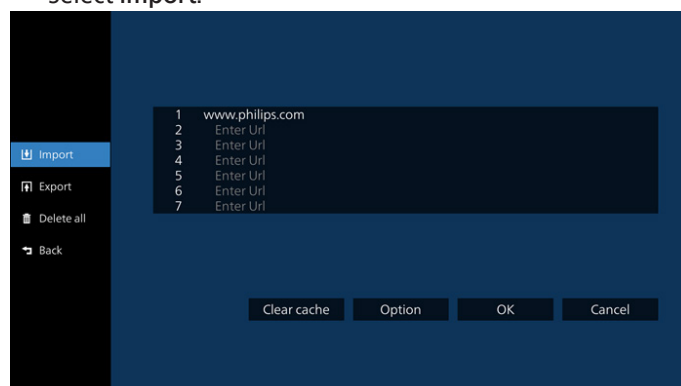 select Import.
Import
Export
Delete all
Back
1 www.philips.com
2 Enter Url
3 Enter Url
4 Enter Url
5 Enter Url
6 Enter Url
7 Enter Url
Clear cache Option OK Cancel